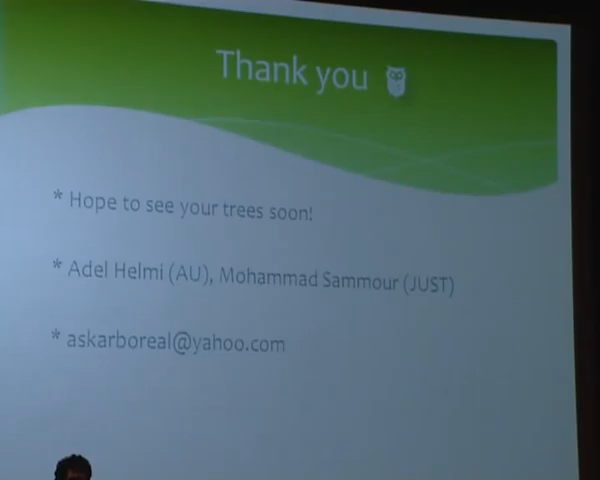 Thank you
* Hope to see your trees soon!
* Adel Helmi (AU), Mohammad Sammour (JUST)
* askarboreal@yahoo.com